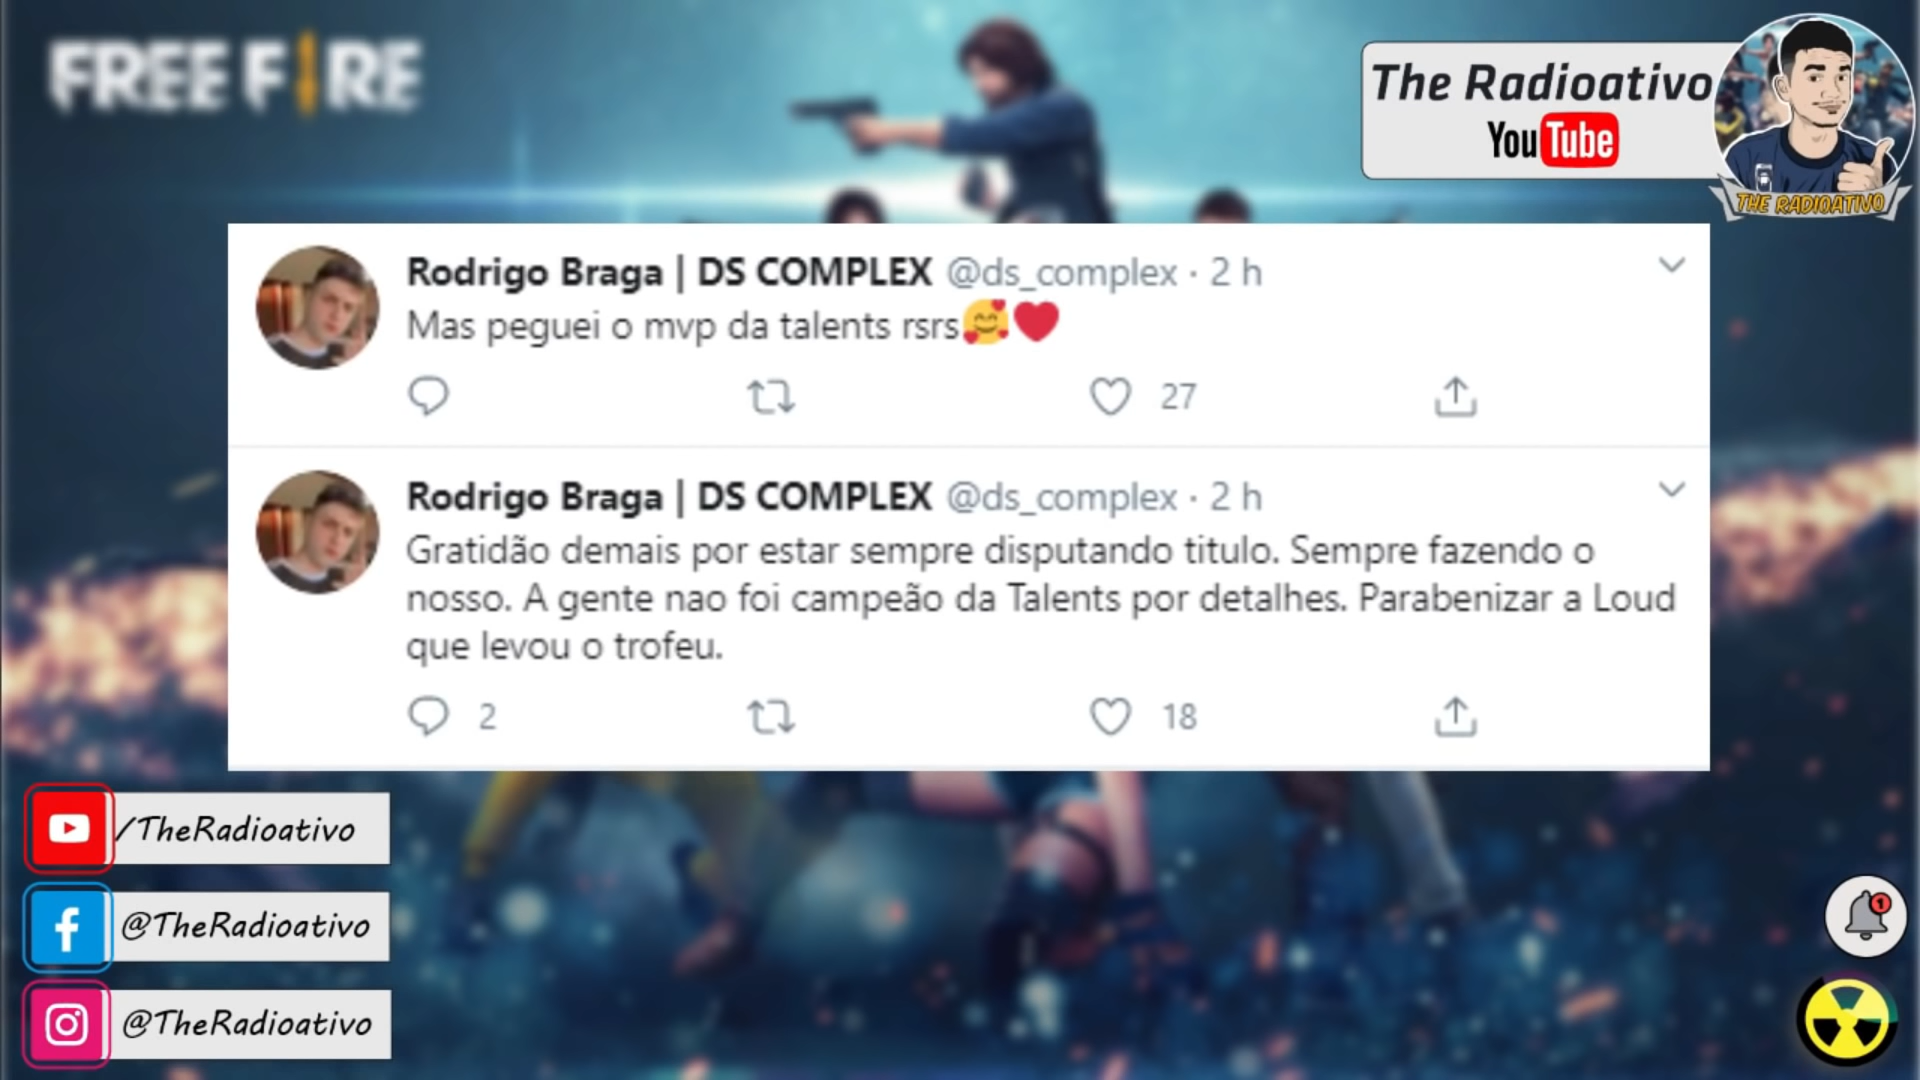 FREE FIRE
The Radioativo
YouTube
THE RADIOATIVO
Rodrigo Braga | DS COMPLEX @ds_complex · 2 h
Mas peguei o mvp da talents rsrs🥰❤️
27
Rodrigo Braga | DS COMPLEX @ds_complex · 2 h
Gratidão demais por estar sempre disputando titulo. Sempre fazendo o
nosso. A gente nao foi campeão da Talents por detalhes. Parabenizar a Loud
que levou o trofeu.
2
18
/TheRadioativo
@TheRadioativo
@TheRadioativo
1